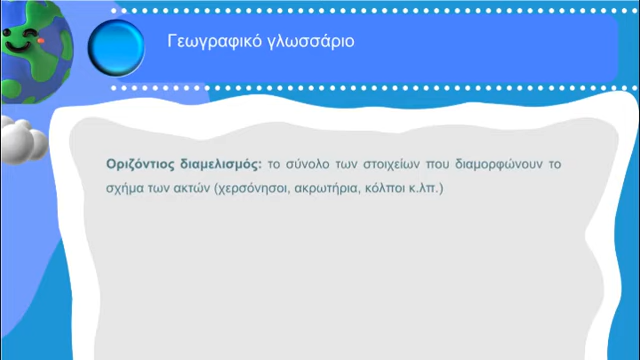 Γεωγραφικό γλωσσάριο
Οριζόντιος διαμελισμός: το σύνολο των στοιχείων που διαμορφώνουν το
σχήμα των ακτών (χερσόνησοι, ακρωτήρια, κόλποι κ.λπ.)